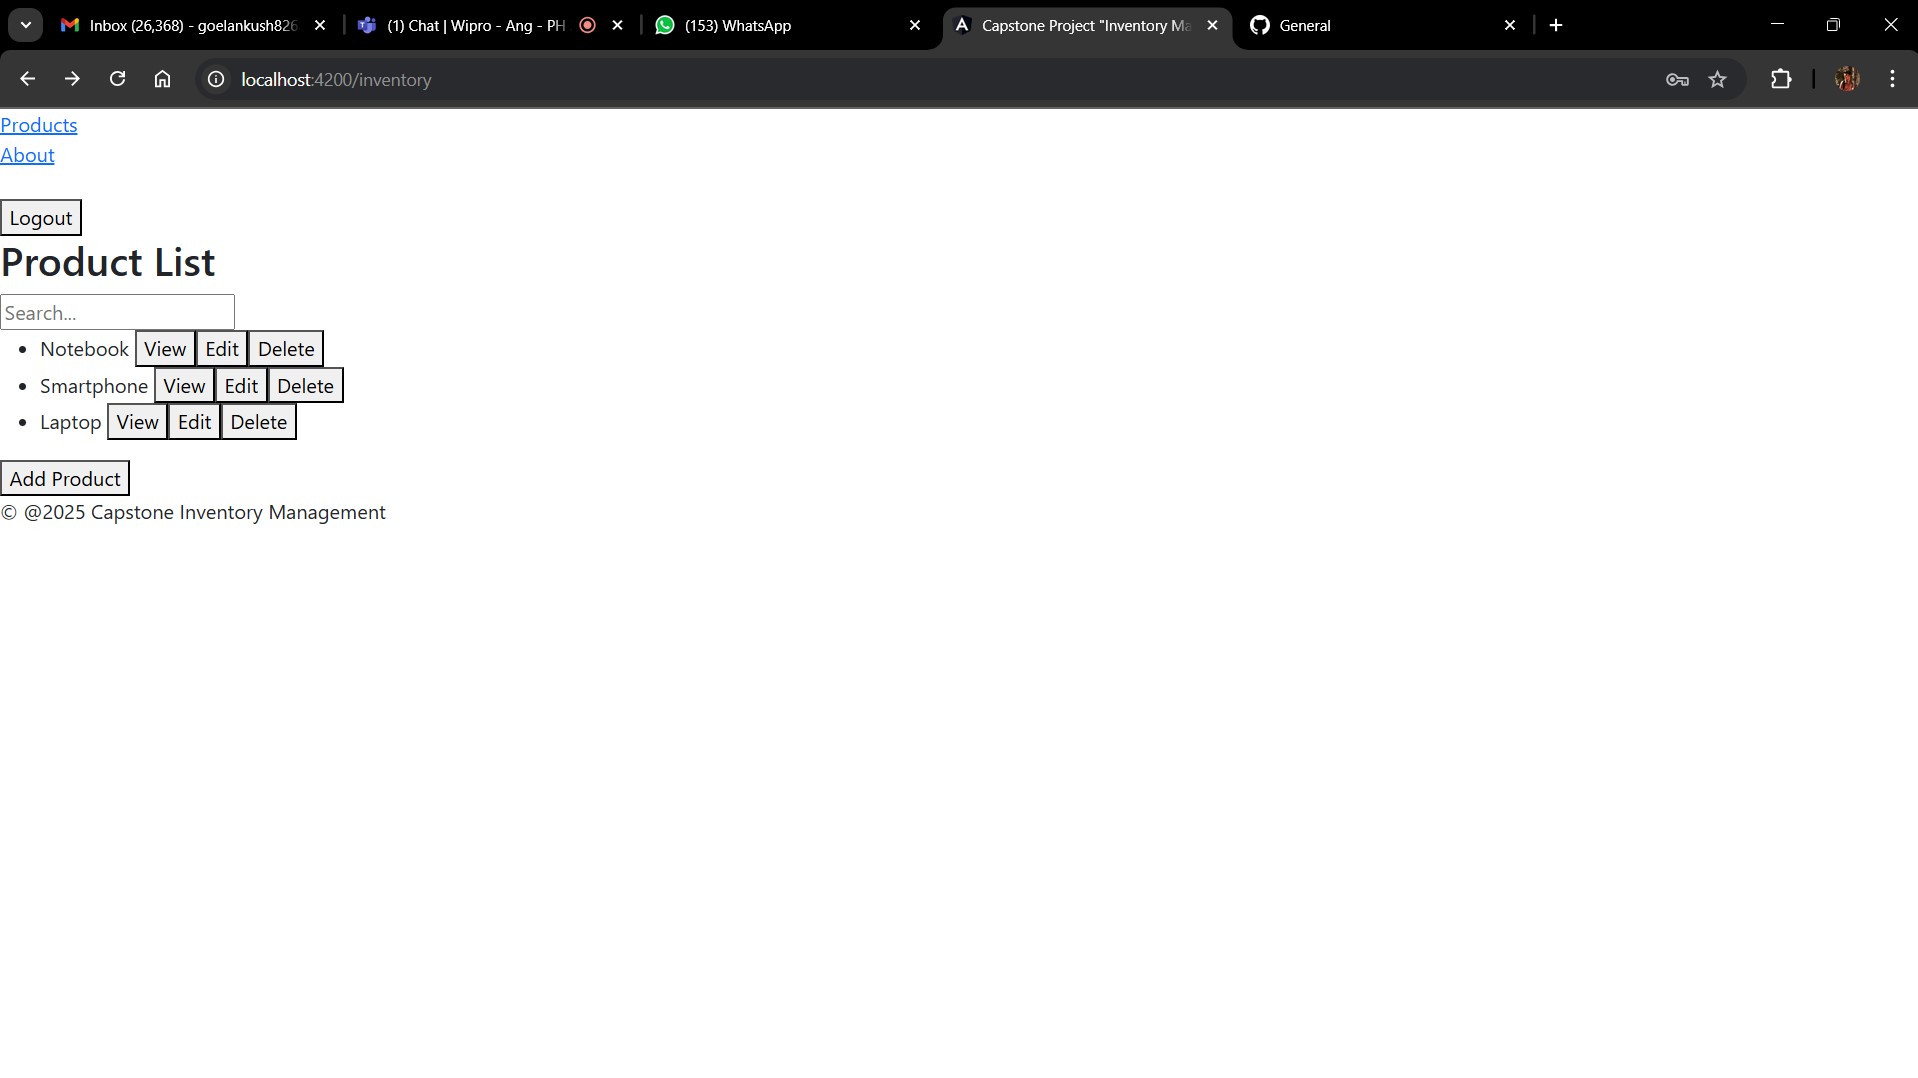 Inbox (26,368) - goelankush826
(1) Chat | Wipro - Ang - PH
(153) WhatsApp
Capstone Project "Inventory Ma
General
localhost:4200/inventory
Products
About
Logout
Product List
Search...
Notebook View Edit Delete
Smartphone View Edit Delete
Laptop View Edit Delete
Add Product
© @2025 Capstone Inventory Management